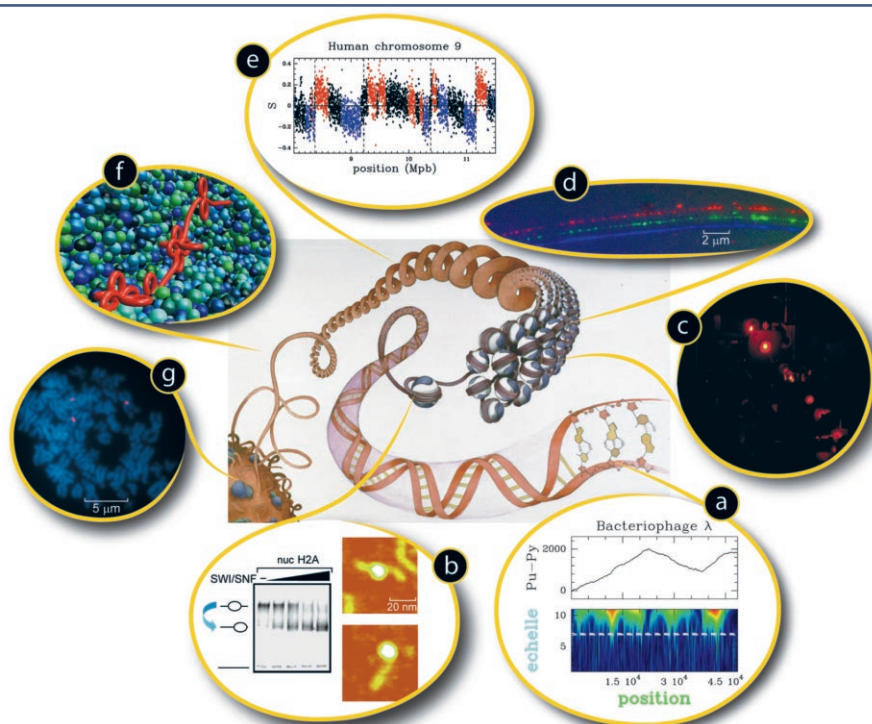 e
Human chromosome 9
0.4
0.2
0
-0.2
-0.4
S
9
10
11
position (Mpb)
f
d
2 μm
c
g
5 μm
a
Bacteriophage λ
Pu-Py
2000
0
echelle
10
5
1.5 10⁴
3 10⁴
4.5 10⁴
position
b
nuc H2A
SWI/SNF
–
20 nm